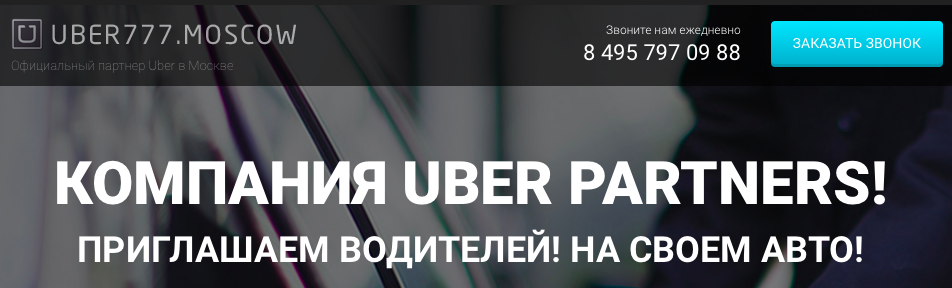 UBER777.MOSCOW
Официальный партнер Uber в Москве
Звоните нам ежедневно
8 495 797 09 88
ЗАКАЗАТЬ ЗВОНОК
КОМПАНИЯ UBER PARTNERS!
ПРИГЛАШАЕМ ВОДИТЕЛЕЙ! НА СВОЕМ АВТО!